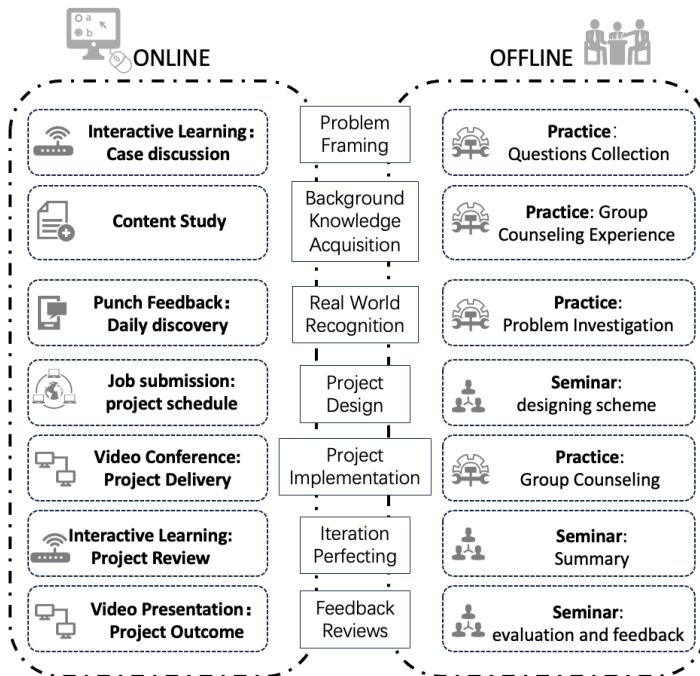 a
b
ONLINE
OFFLINE
Interactive Learning:
Case discussion
Problem
Framing
Practice:
Questions Collection
Content Study
Background
Knowledge
Acquisition
Practice: Group
Counseling Experience
Punch Feedback:
Daily discovery
Real World
Recognition
Practice:
Problem Investigation
Job submission:
project schedule
Project
Design
Seminar:
designing scheme
Video Conference:
Project Delivery
Project
Implementation
Practice:
Group Counseling
Interactive Learning:
Project Review
Iteration
Perfecting
Seminar:
Summary
Video Presentation:
Project Outcome
Feedback
Reviews
Seminar:
evaluation and feedback